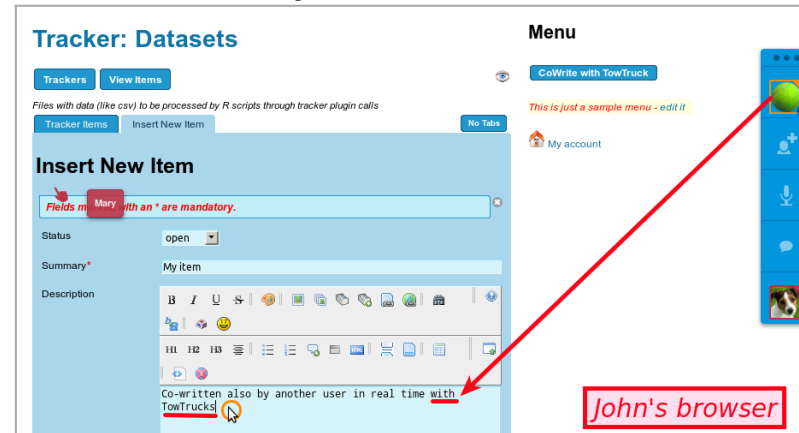 Tracker: Datasets
Trackers
View Items
Files with data (like csv) to be processed by R scripts through tracker plugin calls
Tracker Items
Insert New Item
No Tabs
Insert New Item
Fields m
Mary
with an * are mandatory.
Status
open
Summary*
My item
Description
B I U S
H1 H2 H3
HTML
Co-written also by another user in real time with
TowTrucks
Menu
CoWrite with TowTruck
This is just a sample menu - edit it
My account
John's browser